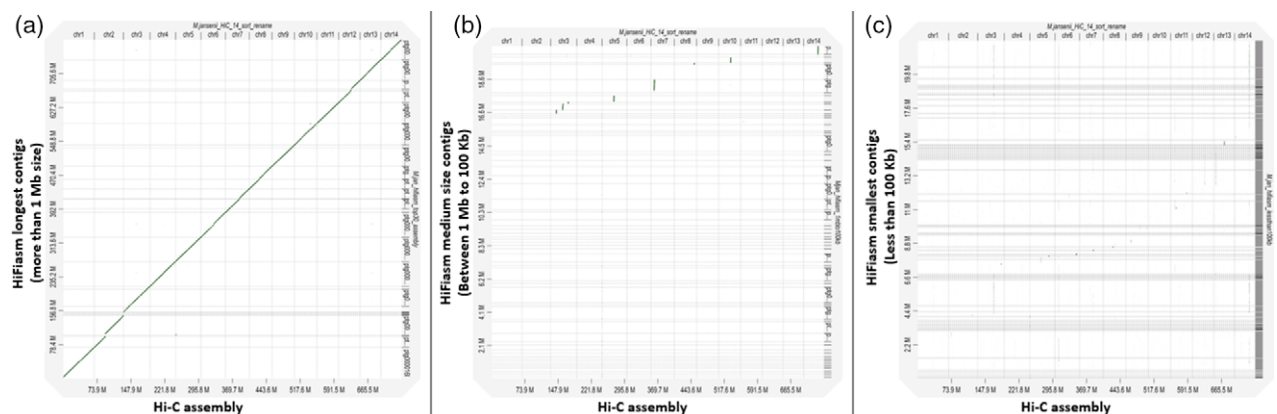 (a)
M.jansenii_HiC_14_sort_rename
chr1 chr2 chr3 chr4 chr5 chr6 chr7 chr8 chr9 chr10 chr11 chr12 chr13 chr14
HiFiasm longest contigs
(more than 1 Mb size)
705.6 M
627.2 M
548.8 M
470.4 M
392 M
313.6 M
235.2 M
156.8 M
78.4 M
73.9 M 147.9 M 221.8 M 295.8 M 369.7 M 443.6 M 517.6 M 591.5 M 665.5 M
Hi-C assembly
(b)
M.jansenii_HiC_14_sort_rename
chr1 chr2 chr3 chr4 chr5 chr6 chr7 chr8 chr9 chr10 chr11 chr12 chr13 chr14
HiFiasm medium size contigs
(Between 1 Mb to 100 Kb)
18.6 M
16.6 M
14.5 M
12.4 M
10.3 M
8.3 M
6.2 M
4.1 M
2.1 M
73.9 M 147.9 M 221.8 M 295.8 M 369.7 M 443.6 M 517.6 M 591.5 M 665.5 M
Hi-C assembly
(c)
M.jansenii_HiC_14_sort_rename
chr1 chr2 chr3 chr4 chr5 chr6 chr7 chr8 chr9 chr10 chr11 chr12 chr13 chr14
HiFiasm smallest contigs
(Less than 100 Kb)
19.8 M
17.6 M
15.4 M
13.2 M
11 M
8.8 M
6.6 M
4.4 M
2.2 M
73.9 M 147.9 M 221.8 M 295.8 M 369.7 M 443.6 M 517.6 M 591.5 M 665.5 M
Hi-C assembly